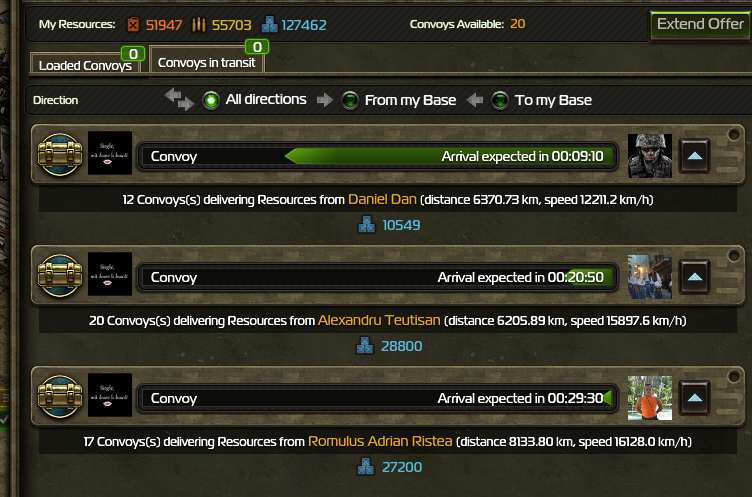 My Resources: 51947 55703 127462 Convoys Available: 20 Extend Offer
0 0
Loaded Convoys Convoys in transit
Direction All directions From my Base To my Base
Convoy Arrival expected in 00:09:10
12 Convoys(s) delivering Resources from Daniel Dan (distance 6370.73 km, speed 12211.2 km/h)
10549
Convoy Arrival expected in 00:20:50
20 Convoys(s) delivering Resources from Alexandru Teutisan (distance 6205.89 km, speed 15897.6 km/h)
28800
Convoy Arrival expected in 00:29:30
17 Convoys(s) delivering Resources from Romulus Adrian Ristea (distance 8133.80 km, speed 16128.0 km/h)
27200